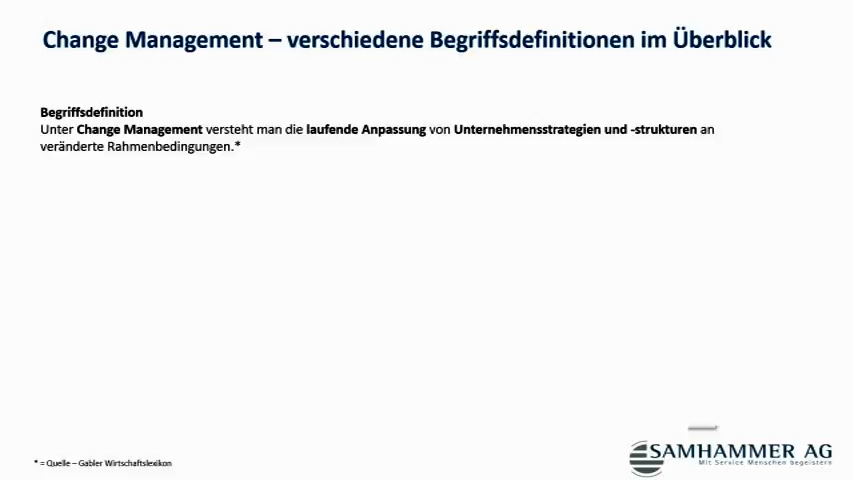 Change Management – verschiedene Begriffsdefinitionen im Überblick
Begriffsdefinition
Unter Change Management versteht man die laufende Anpassung von Unternehmensstrategien und -strukturen an
veränderte Rahmenbedingungen.*
* = Quelle – Gabler Wirtschaftslexikon
SAMHAMMER AG
Mit Service Menschen begeistern